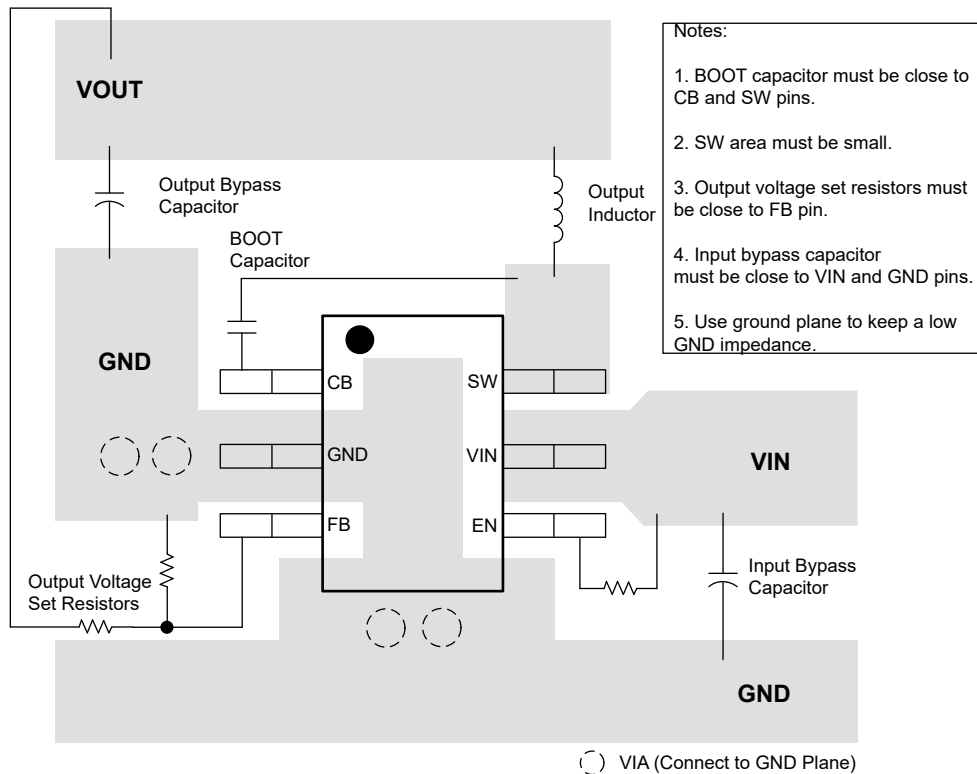 VOUT
Output Bypass
Capacitor
Output
Inductor
BOOT
Capacitor
GND
CB
SW
GND
VIN
VIN
FB
EN
Output Voltage
Set Resistors
Input Bypass
Capacitor
GND
VIA (Connect to GND Plane)
Notes:
1. BOOT capacitor must be close to
CB and SW pins.
2. SW area must be small.
3. Output voltage set resistors must
be close to FB pin.
4. Input bypass capacitor
must be close to VIN and GND pins.
5. Use ground plane to keep a low
GND impedance.